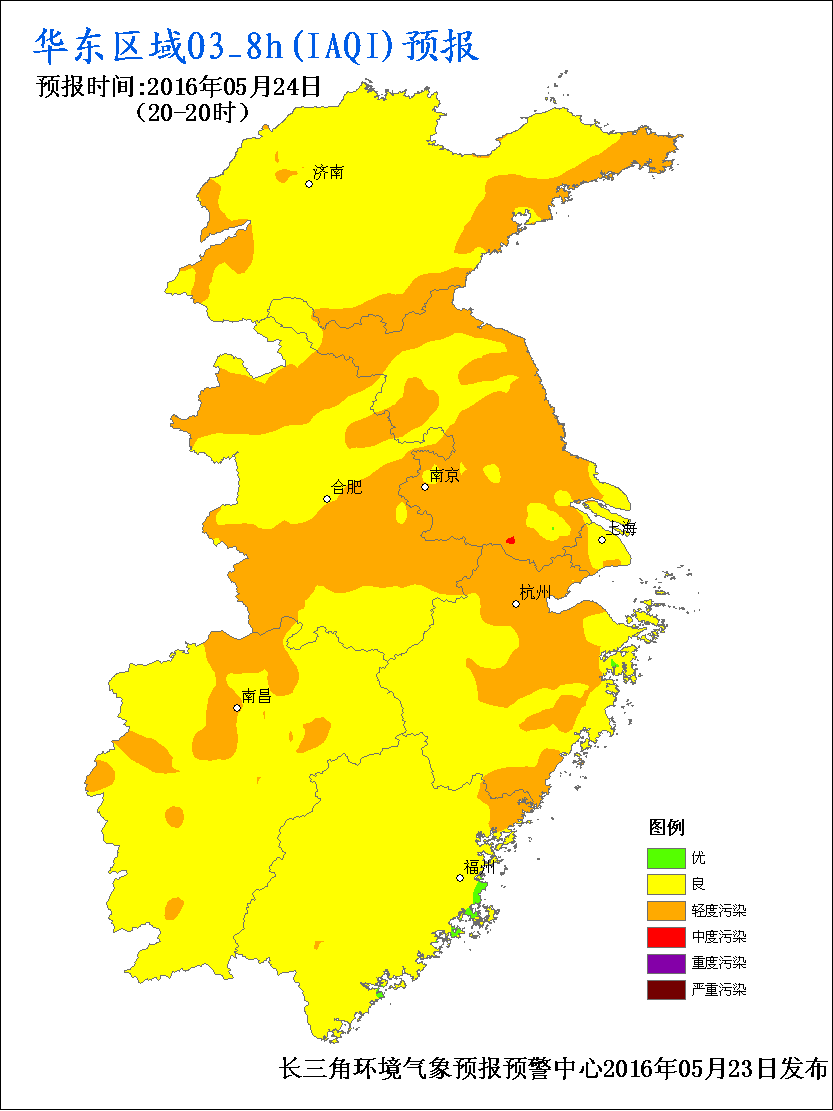 华东区域O3_8h(IAQI)预报
预报时间:2016年05月24日
(20-20时)
济南
南京
合肥
上海
杭州
南昌
福州
图例
优
良
轻度污染
中度污染
重度污染
严重污染
长三角环境气象预报预警中心2016年05月23日发布